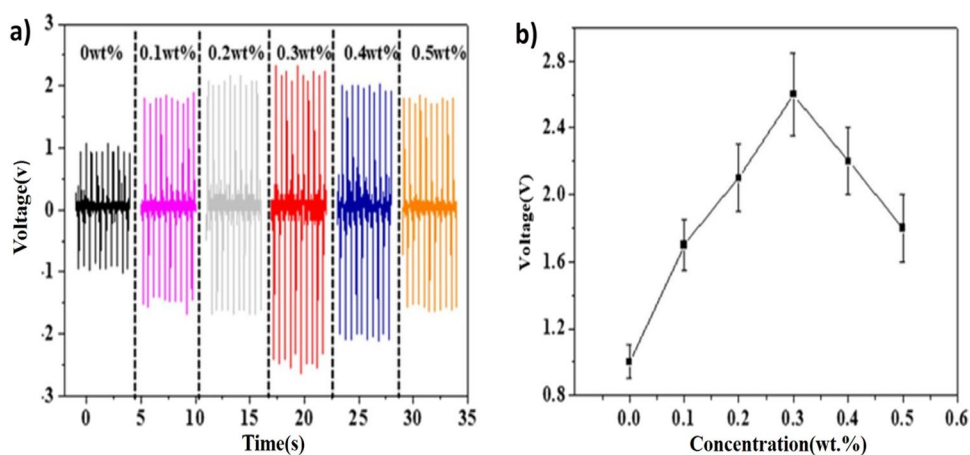 a)
0wt% 0.1wt% 0.2wt% 0.3wt% 0.4wt% 0.5wt%
3
2
1
0
-1
-2
-3
Voltage(v)
0 5 10 15 20 25 30 35
Time(s)
b)
2.8
2.4
2.0
1.6
1.2
0.8
Voltage(V)
0.0 0.1 0.2 0.3 0.4 0.5 0.6
Concentration(wt.%)